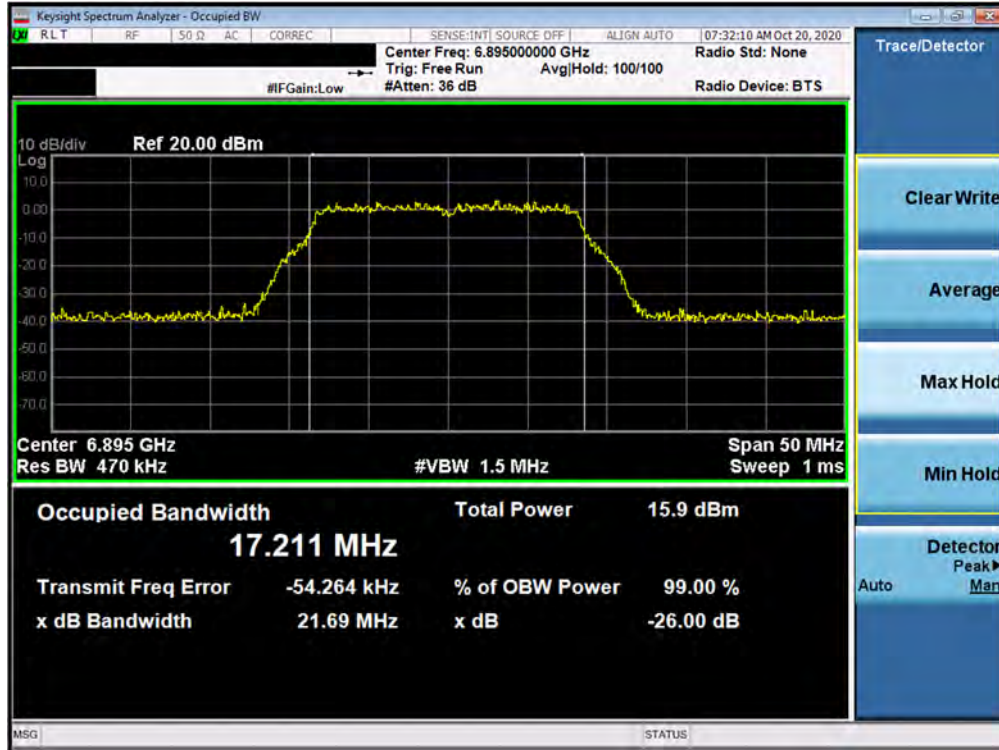 Keysight Spectrum Analyzer - Occupied BW
LXI RLT RF 50 Ω AC CORREC SENSE:INT SOURCE OFF ALIGN AUTO 07:32:10 AM Oct 20, 2020
Center Freq: 6.895000000 GHz Radio Std: None
Trig: Free Run Avg|Hold: 100/100
#IFGain:Low #Atten: 36 dB Radio Device: BTS
10 dB/div Ref 20.00 dBm
Log
10.0
0.00
-10.0
-20.0
-30.0
-40.0
-50.0
-60.0
-70.0
Center 6.895 GHz Span 50 MHz
Res BW 470 kHz #VBW 1.5 MHz Sweep 1 ms
Occupied Bandwidth Total Power 15.9 dBm
17.211 MHz
Transmit Freq Error -54.264 kHz % of OBW Power 99.00 %
x dB Bandwidth 21.69 MHz x dB -26.00 dB
MSG STATUS
Trace/Detector
Clear Write
Average
Max Hold
Min Hold
Detector
Peak▶
Auto Man